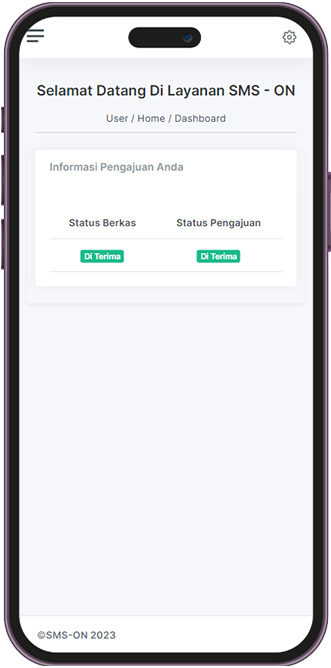 Selamat Datang Di Layanan SMS - ON
User / Home / Dashboard
Informasi Pengajuan Anda
Status Berkas Status Pengajuan
Di Terima Di Terima
©SMS-ON 2023